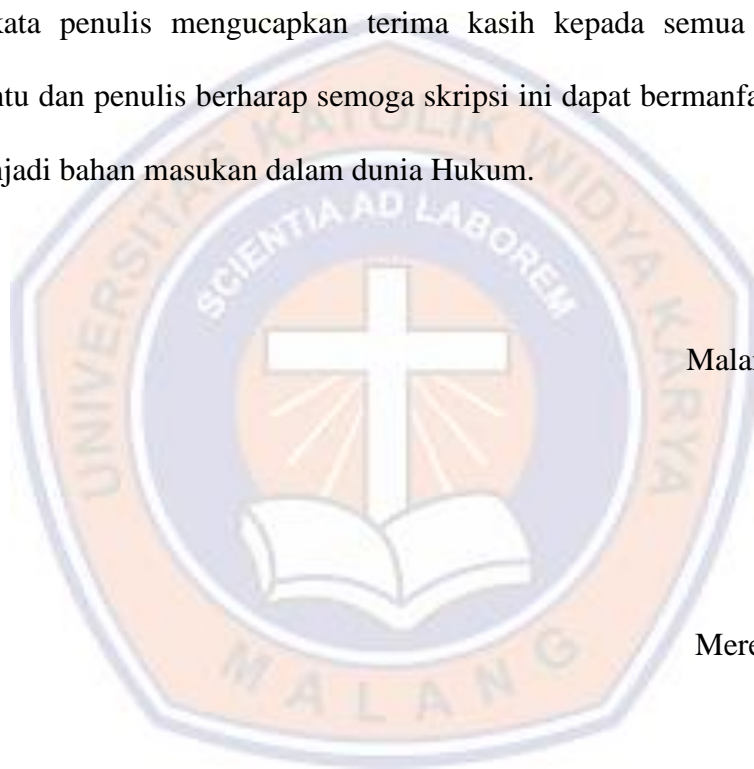 kata penulis mengucapkan terima kasih kepada semua
ntu dan penulis berharap semoga skripsi ini dapat bermanfa
njadi bahan masukan dalam dunia Hukum.
UNIVERSITAS KATOLIK WIDYA KARYA
SCIENTIA AD LABOREM
Malan
Mere
MALANG